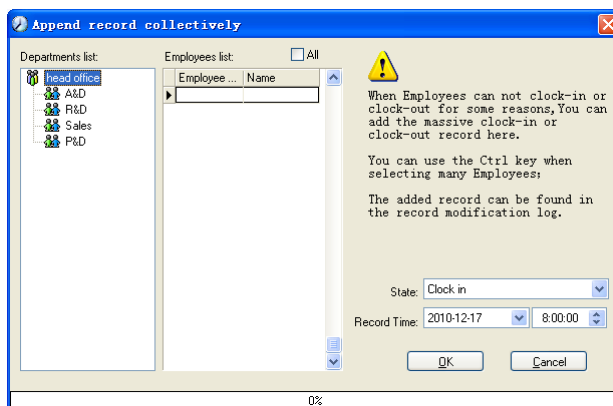 Append record collectively
Departments list:
head office
A&D
R&D
Sales
P&D
Employees list:
All
Employee ... Name
When Employees can not clock-in or
clock-out for some reasons, You can
add the massive clock-in or
clock-out record here.
You can use the Ctrl key when
selecting many Employees;
The added record can be found in
the record modification log.
State: Clock in
Record Time: 2010-12-17 8:00:00
OK Cancel
0%